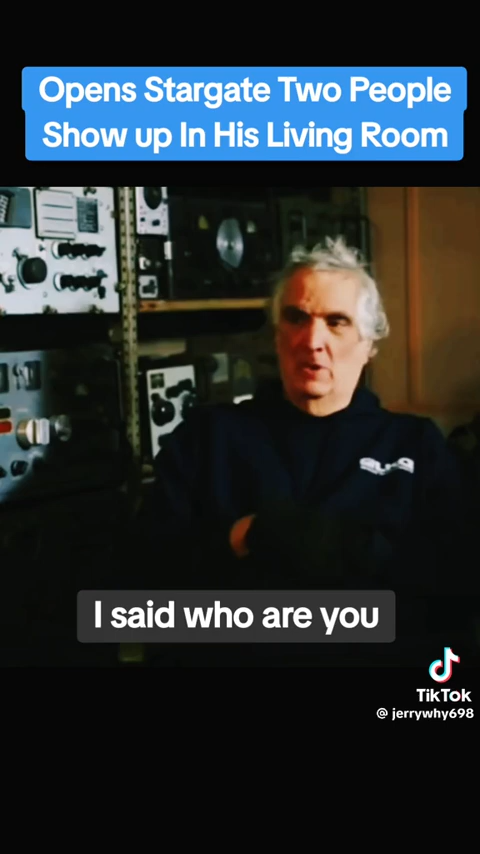 Opens Stargate Two People
Show up In His Living Room
I said who are you
TikTok
@ jerrywhy698